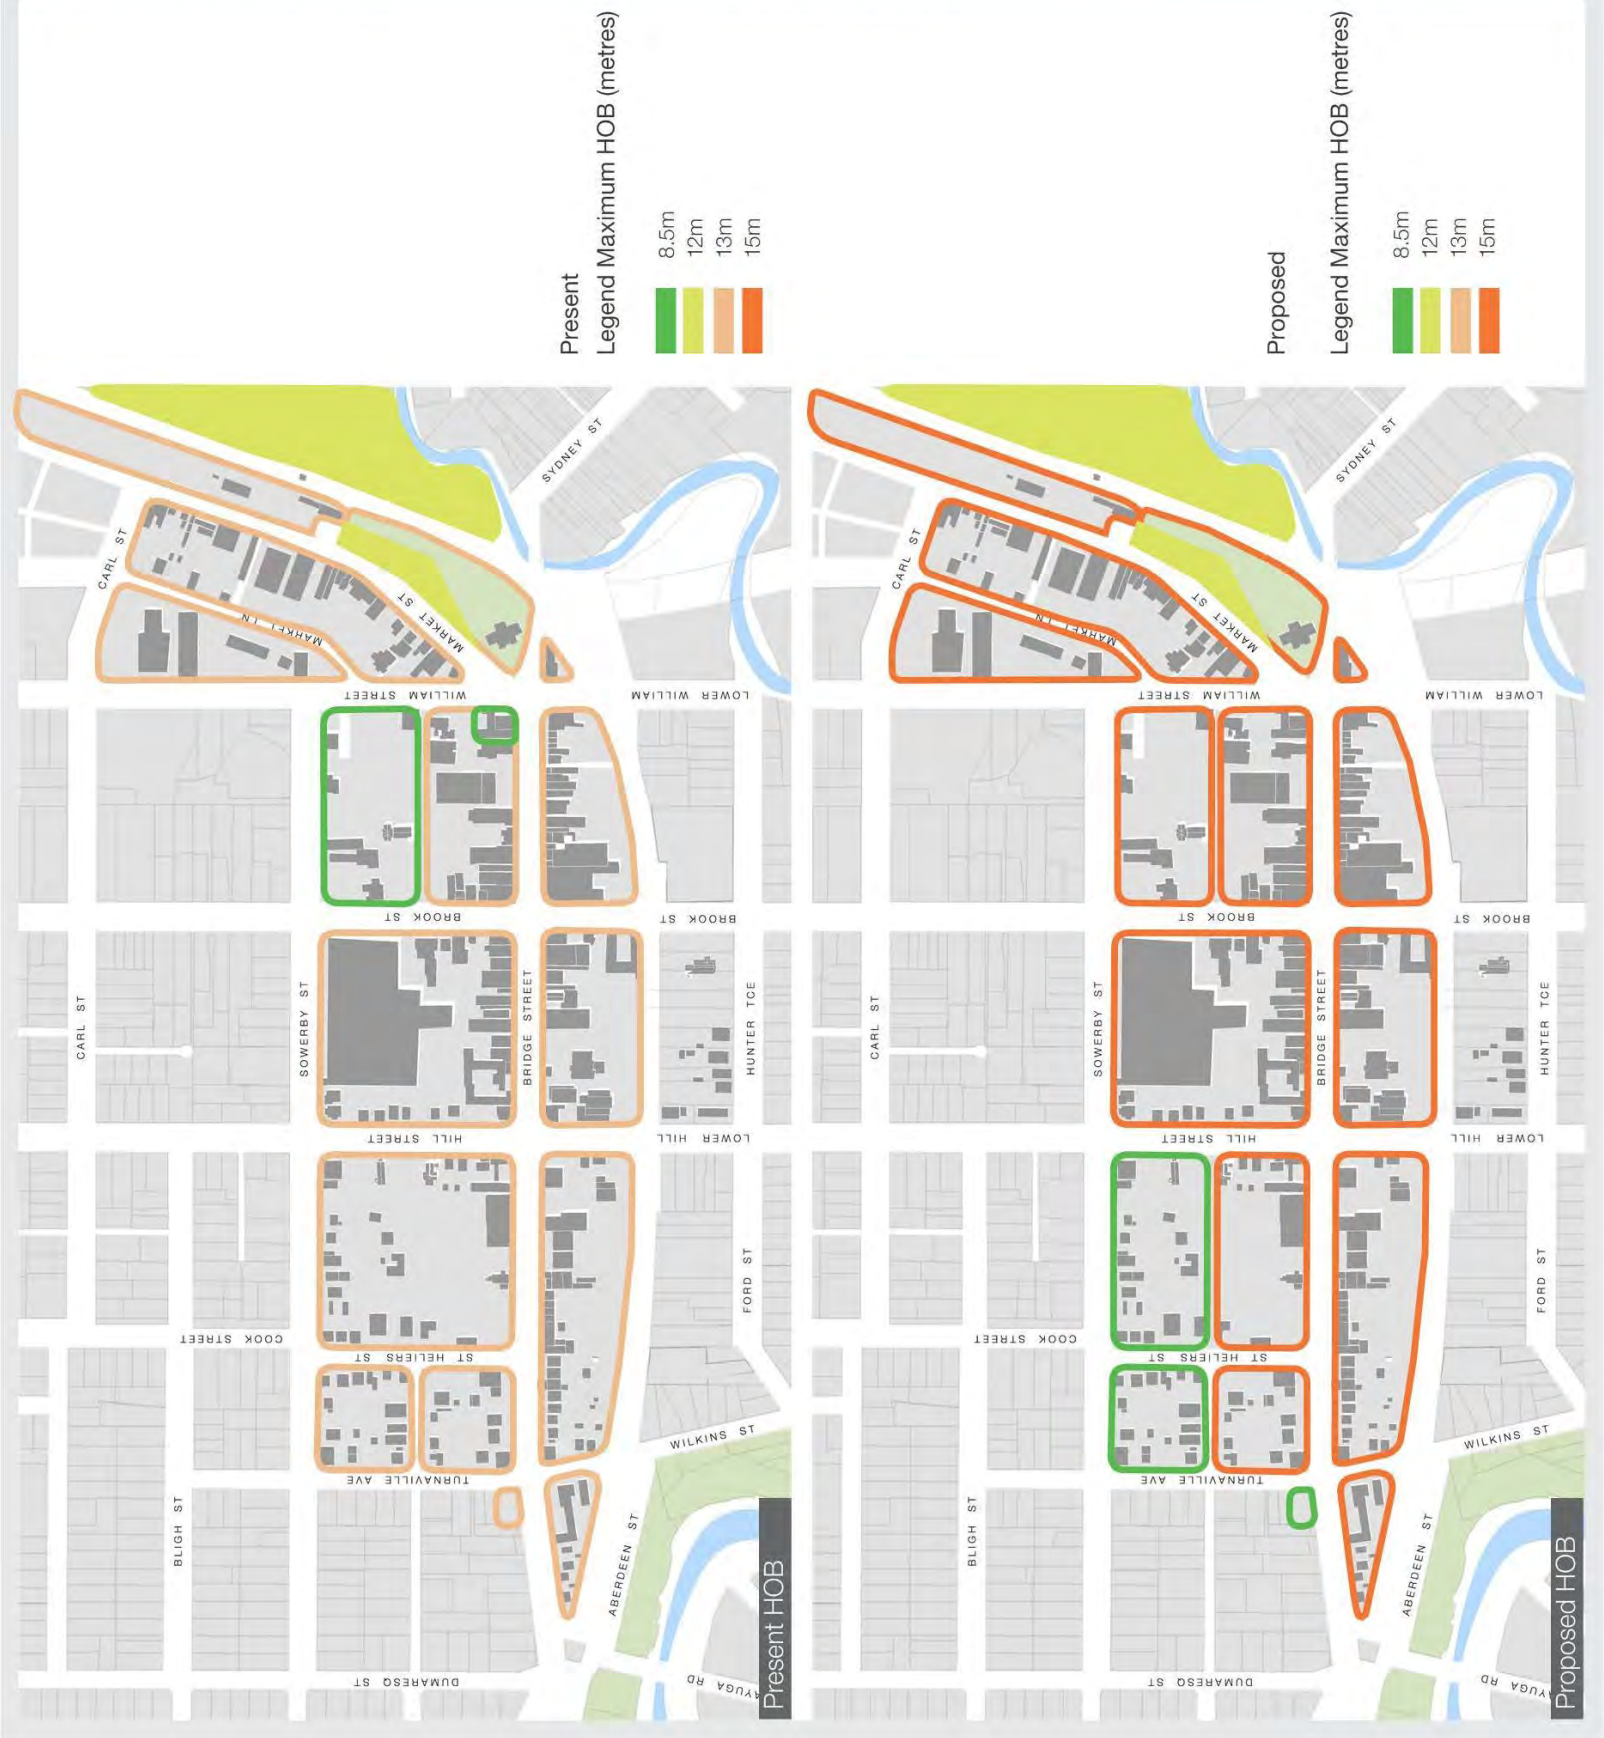 Present HOB
CARL ST
CARL ST
SOWERBY ST
BLIGH ST
COOK STREET
DUMARESQ ST
TURNAVILLE AVE
ST HELIERS ST
HILL STREET
BROOK ST
WILLIAM STREET
MARKET LN
MARKET ST
BRIDGE STREET
SYDNEY ST
LOWER WILLIAM
BROOK ST
LOWER HILL
HUNTER TCE
FORD ST
WILKINS ST
ABERDEEN ST
AYUGA RD
Present
Legend Maximum HOB (metres)
8.5m
12m
13m
15m
Proposed HOB
CARL ST
CARL ST
SOWERBY ST
BLIGH ST
COOK STREET
DUMARESQ ST
TURNAVILLE AVE
ST HELIERS ST
HILL STREET
BROOK ST
WILLIAM STREET
MARKET LN
MARKET ST
BRIDGE STREET
SYDNEY ST
LOWER WILLIAM
BROOK ST
LOWER HILL
HUNTER TCE
FORD ST
WILKINS ST
ABERDEEN ST
AYUGA RD
Proposed
Legend Maximum HOB (metres)
8.5m
12m
13m
15m